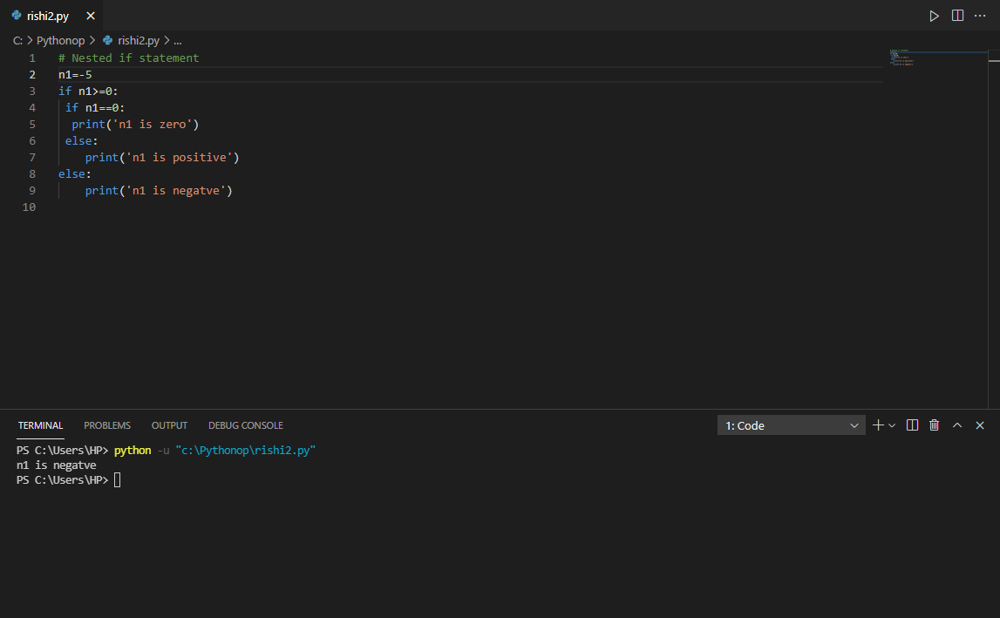 rishi2.py
C: > Pythonop > rishi2.py > ...
1 # Nested if statement
2 n1=-5
3 if n1>=0:
4  if n1==0:
5   print('n1 is zero')
6  else:
7     print('n1 is positive')
8 else:
9     print('n1 is negatve')
10
TERMINAL PROBLEMS OUTPUT DEBUG CONSOLE 1: Code
PS C:\Users\HP> python -u "c:\Pythonop\rishi2.py"
n1 is negatve
PS C:\Users\HP>